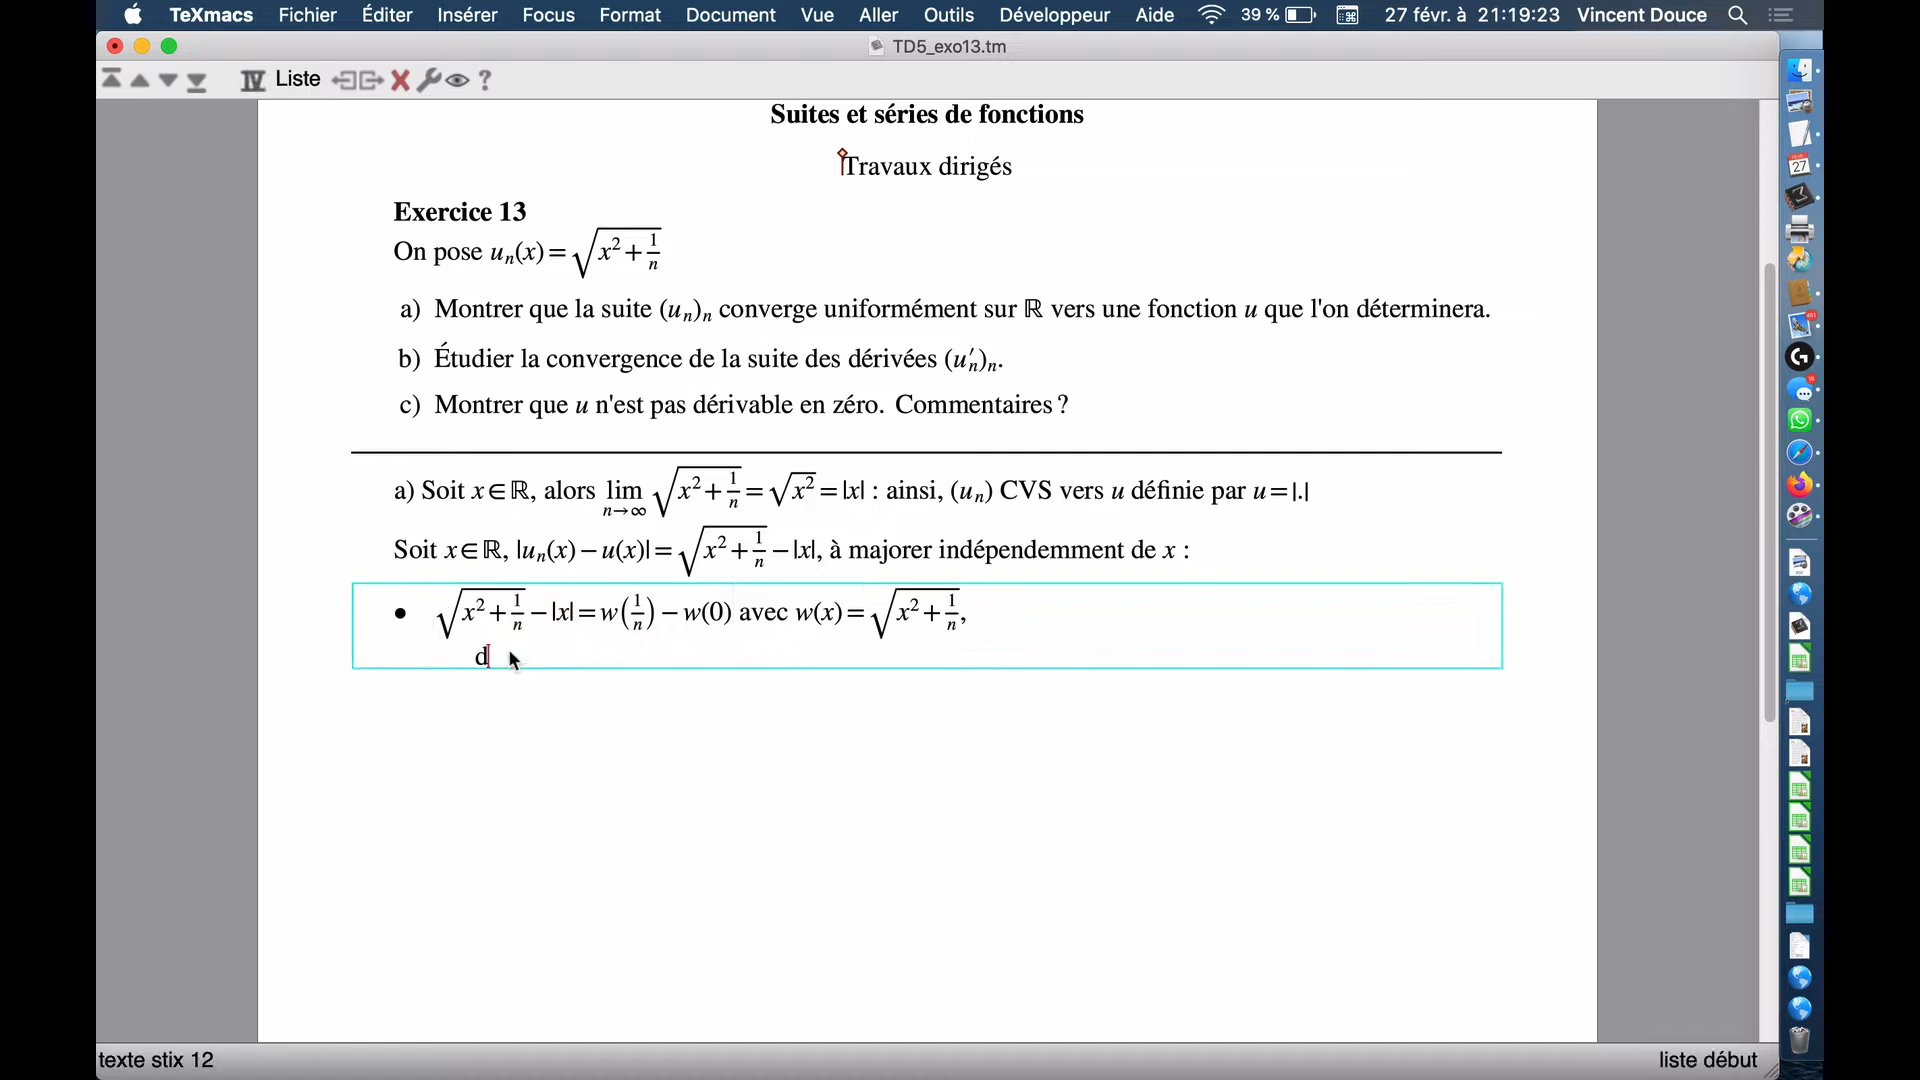 TeXmacs Fichier Éditer Insérer Focus Format Document Vue Aller Outils Développeur Aide 39 % 27 févr. à 21:19:23 Vincent Douce
TD5_exo13.tm
Liste
Suites et séries de fonctions
Travaux dirigés
Exercice 13
On pose uₙ(x) = √(x² + 1/n)
a) Montrer que la suite (uₙ)ₙ converge uniformément sur ℝ vers une fonction u que l'on déterminera.
b) Étudier la convergence de la suite des dérivées (u′ₙ)ₙ.
c) Montrer que u n'est pas dérivable en zéro. Commentaires ?
a) Soit x ∈ ℝ, alors lim n→∞ √(x² + 1/n) = √(x²) = |x| : ainsi, (uₙ) CVS vers u définie par u = |.|
Soit x ∈ ℝ, |uₙ(x) − u(x)| = √(x² + 1/n) − |x|, à majorer indépendemment de x :
• √(x² + 1/n) − |x| = w(1/n) − w(0) avec w(x) = √(x² + 1/n),
d
texte stix 12
liste début